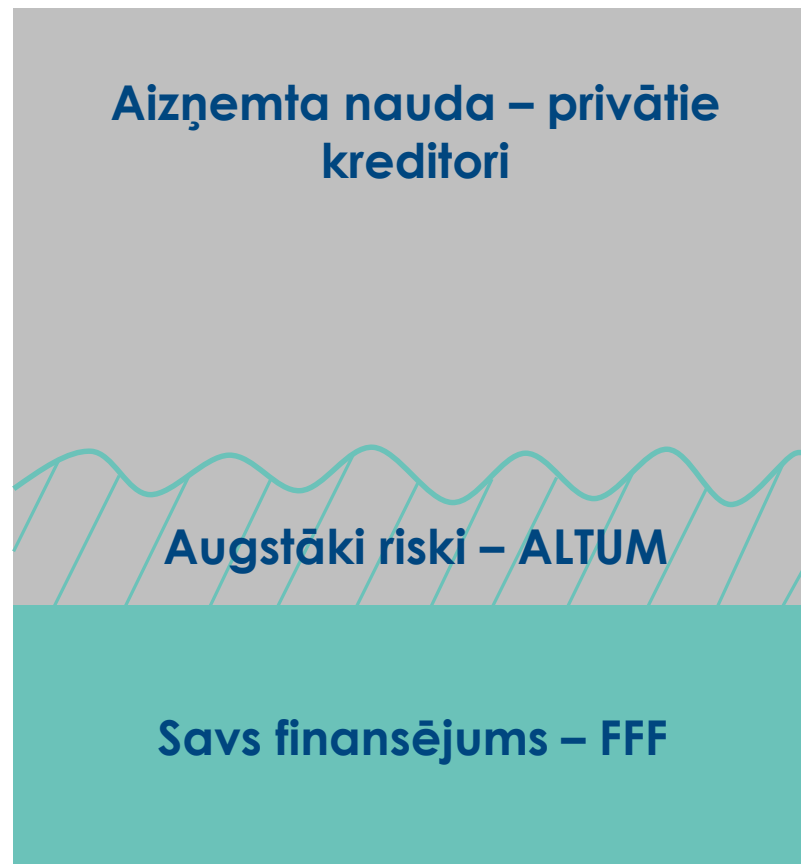 Aizņemta nauda – privātie
kreditori
Augstāki riski – ALTUM
Savs finansējums – FFF